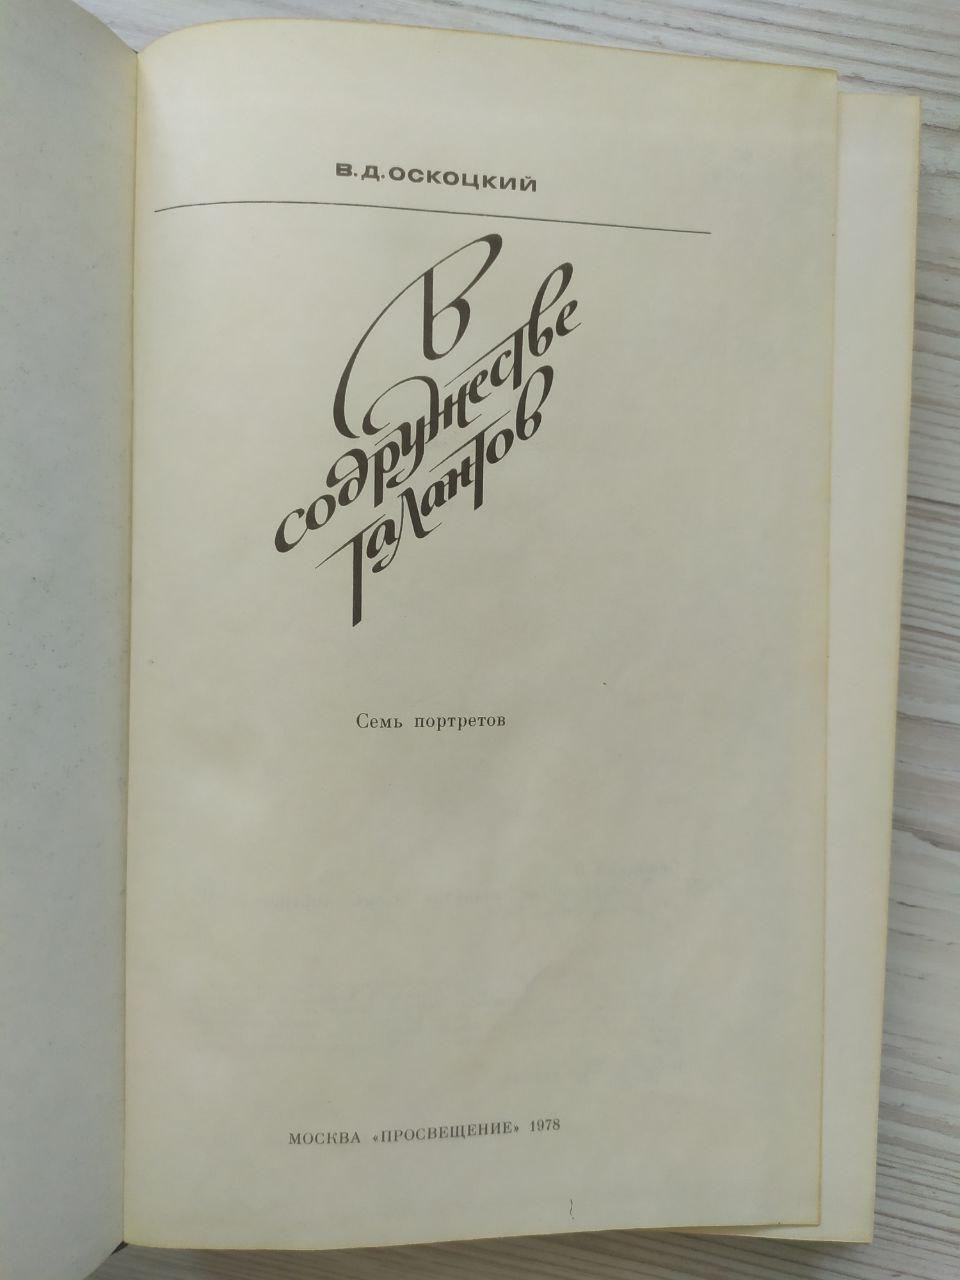 В.Д.ОСКОЦКИЙ
В
содружестве
талантов
Семь портретов
МОСКВА «ПРОСВЕЩЕНИЕ» 1978